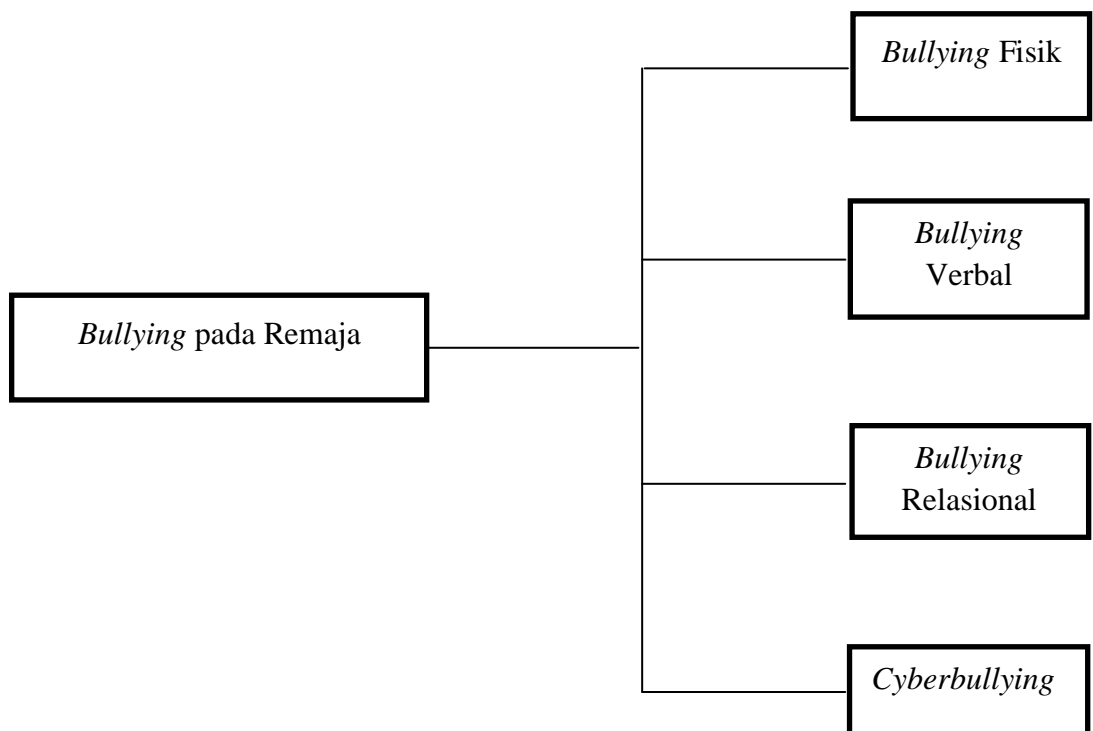 Bullying Fisik
Bullying
Verbal
Bullying pada Remaja
Bullying
Relasional
Cyberbullying